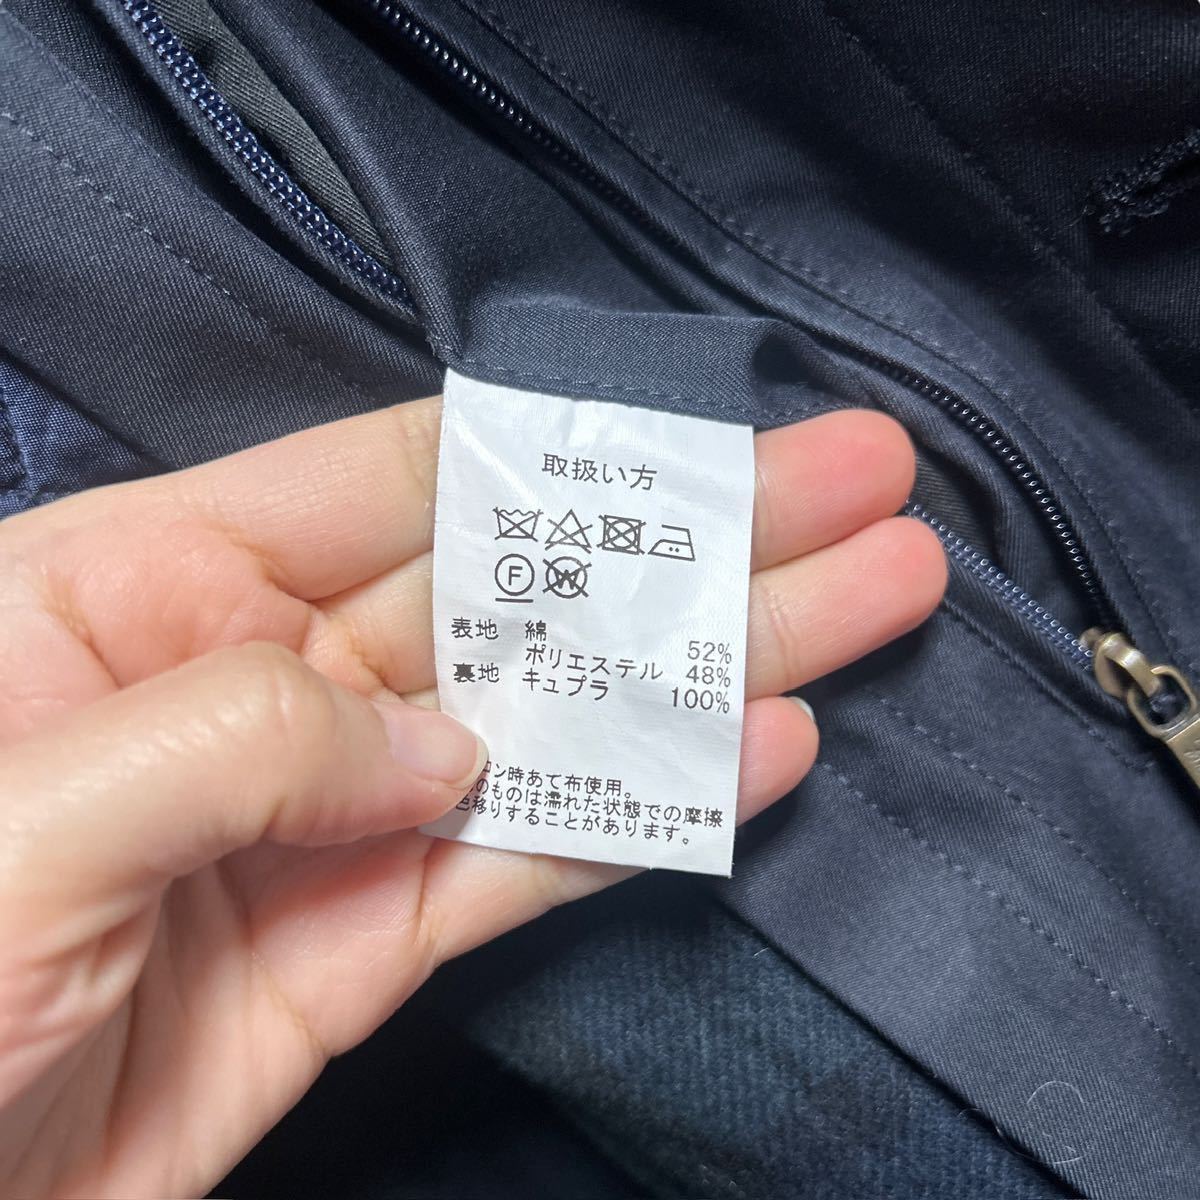 取扱い方
F W
表地 綿 52%
ポリエステル 48%
裏地 キュプラ 100%
ロン時あて布使用。
のものは濡れた状態での摩擦
色移りすることがあります。